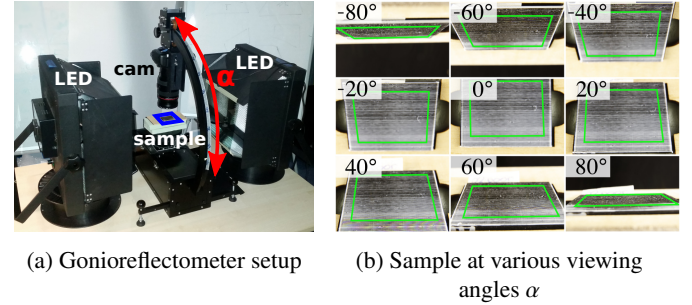 LED
cam
α
LED
sample
-80°
-60°
-40°
-20°
0°
20°
40°
60°
80°
(a) Gonioreflectometer setup
(b) Sample at various viewing
angles α